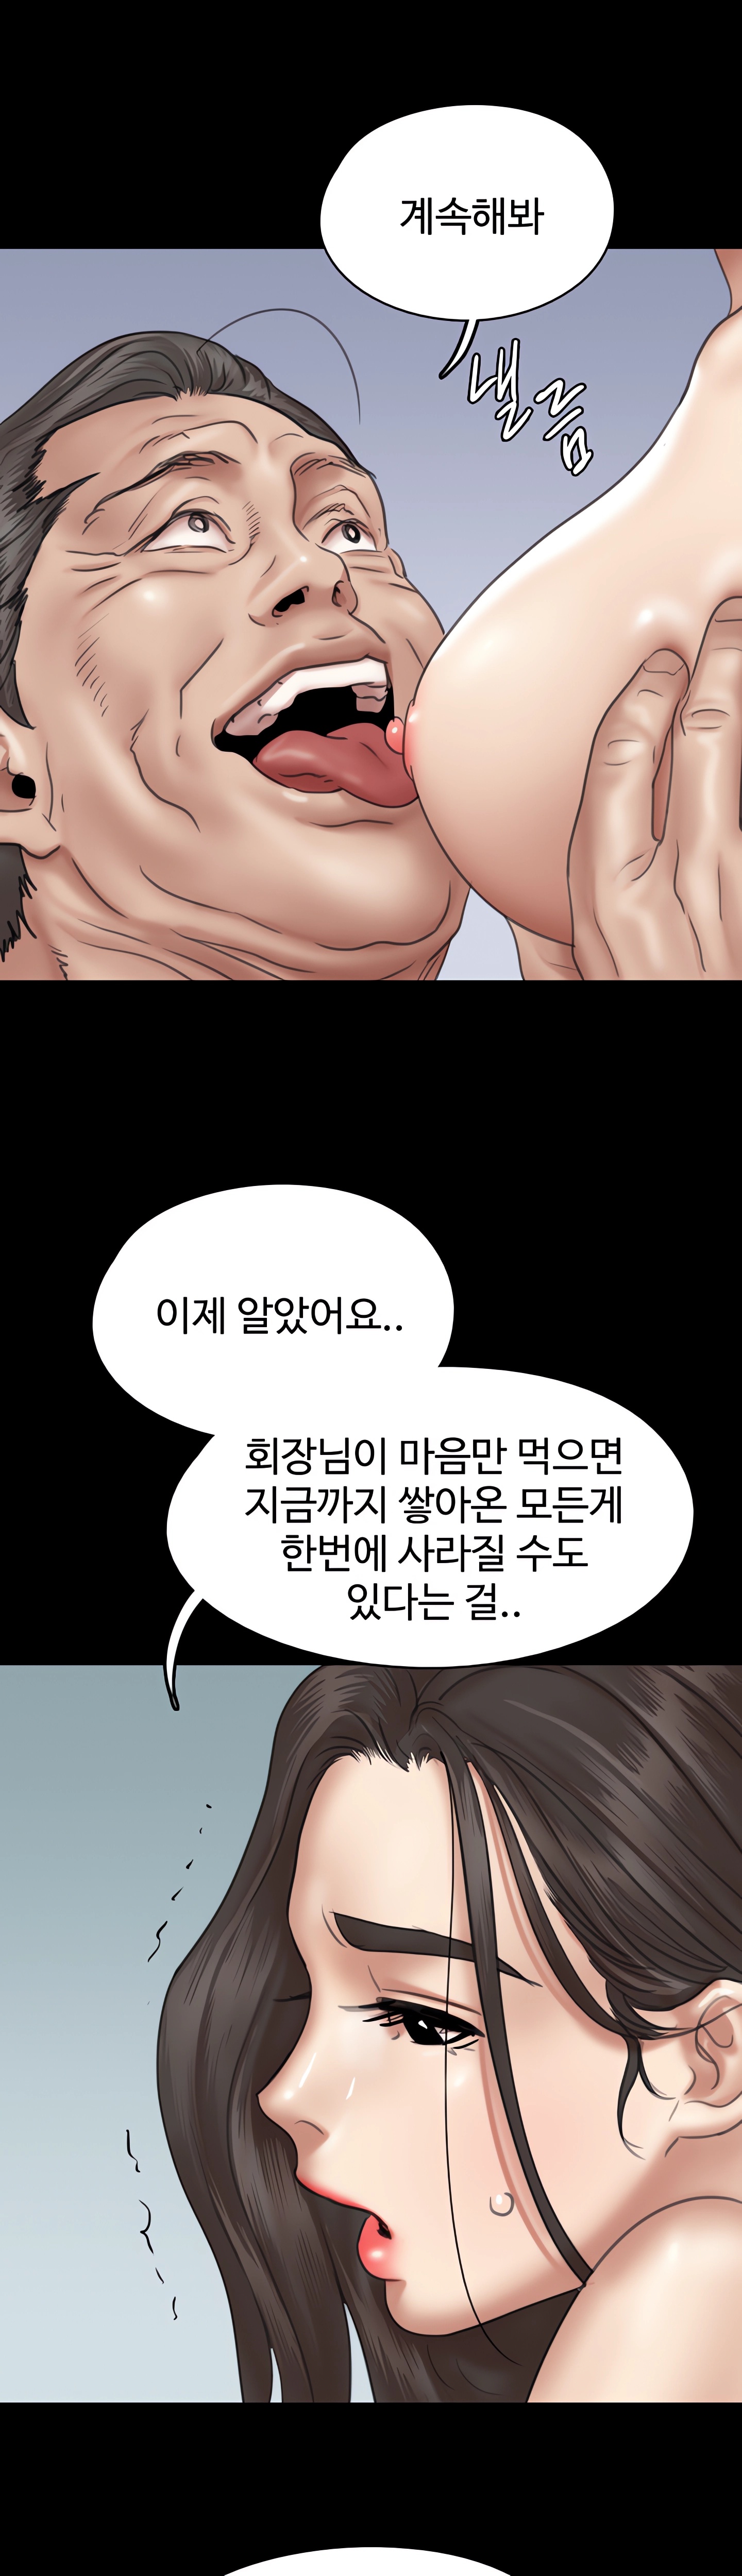 계속해봐
낼름
이제 알았어요..
회장님이 마음만 먹으면
지금까지 쌓아온 모든게
한번에 사라질 수도
있다는 걸..